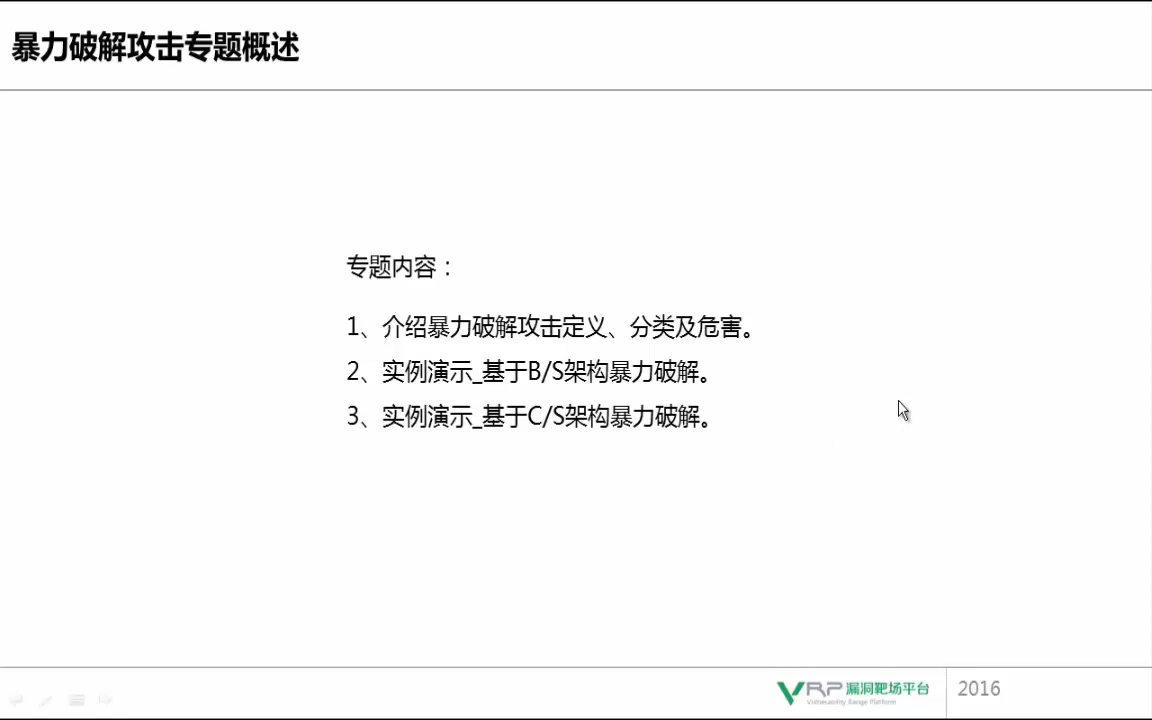 暴力破解攻击专题概述
专题内容：
1、介绍暴力破解攻击定义、分类及危害。
2、实例演示_基于B/S架构暴力破解。
3、实例演示_基于C/S架构暴力破解。
VRP 漏洞靶场平台
Vulnerability Range Platform
2016